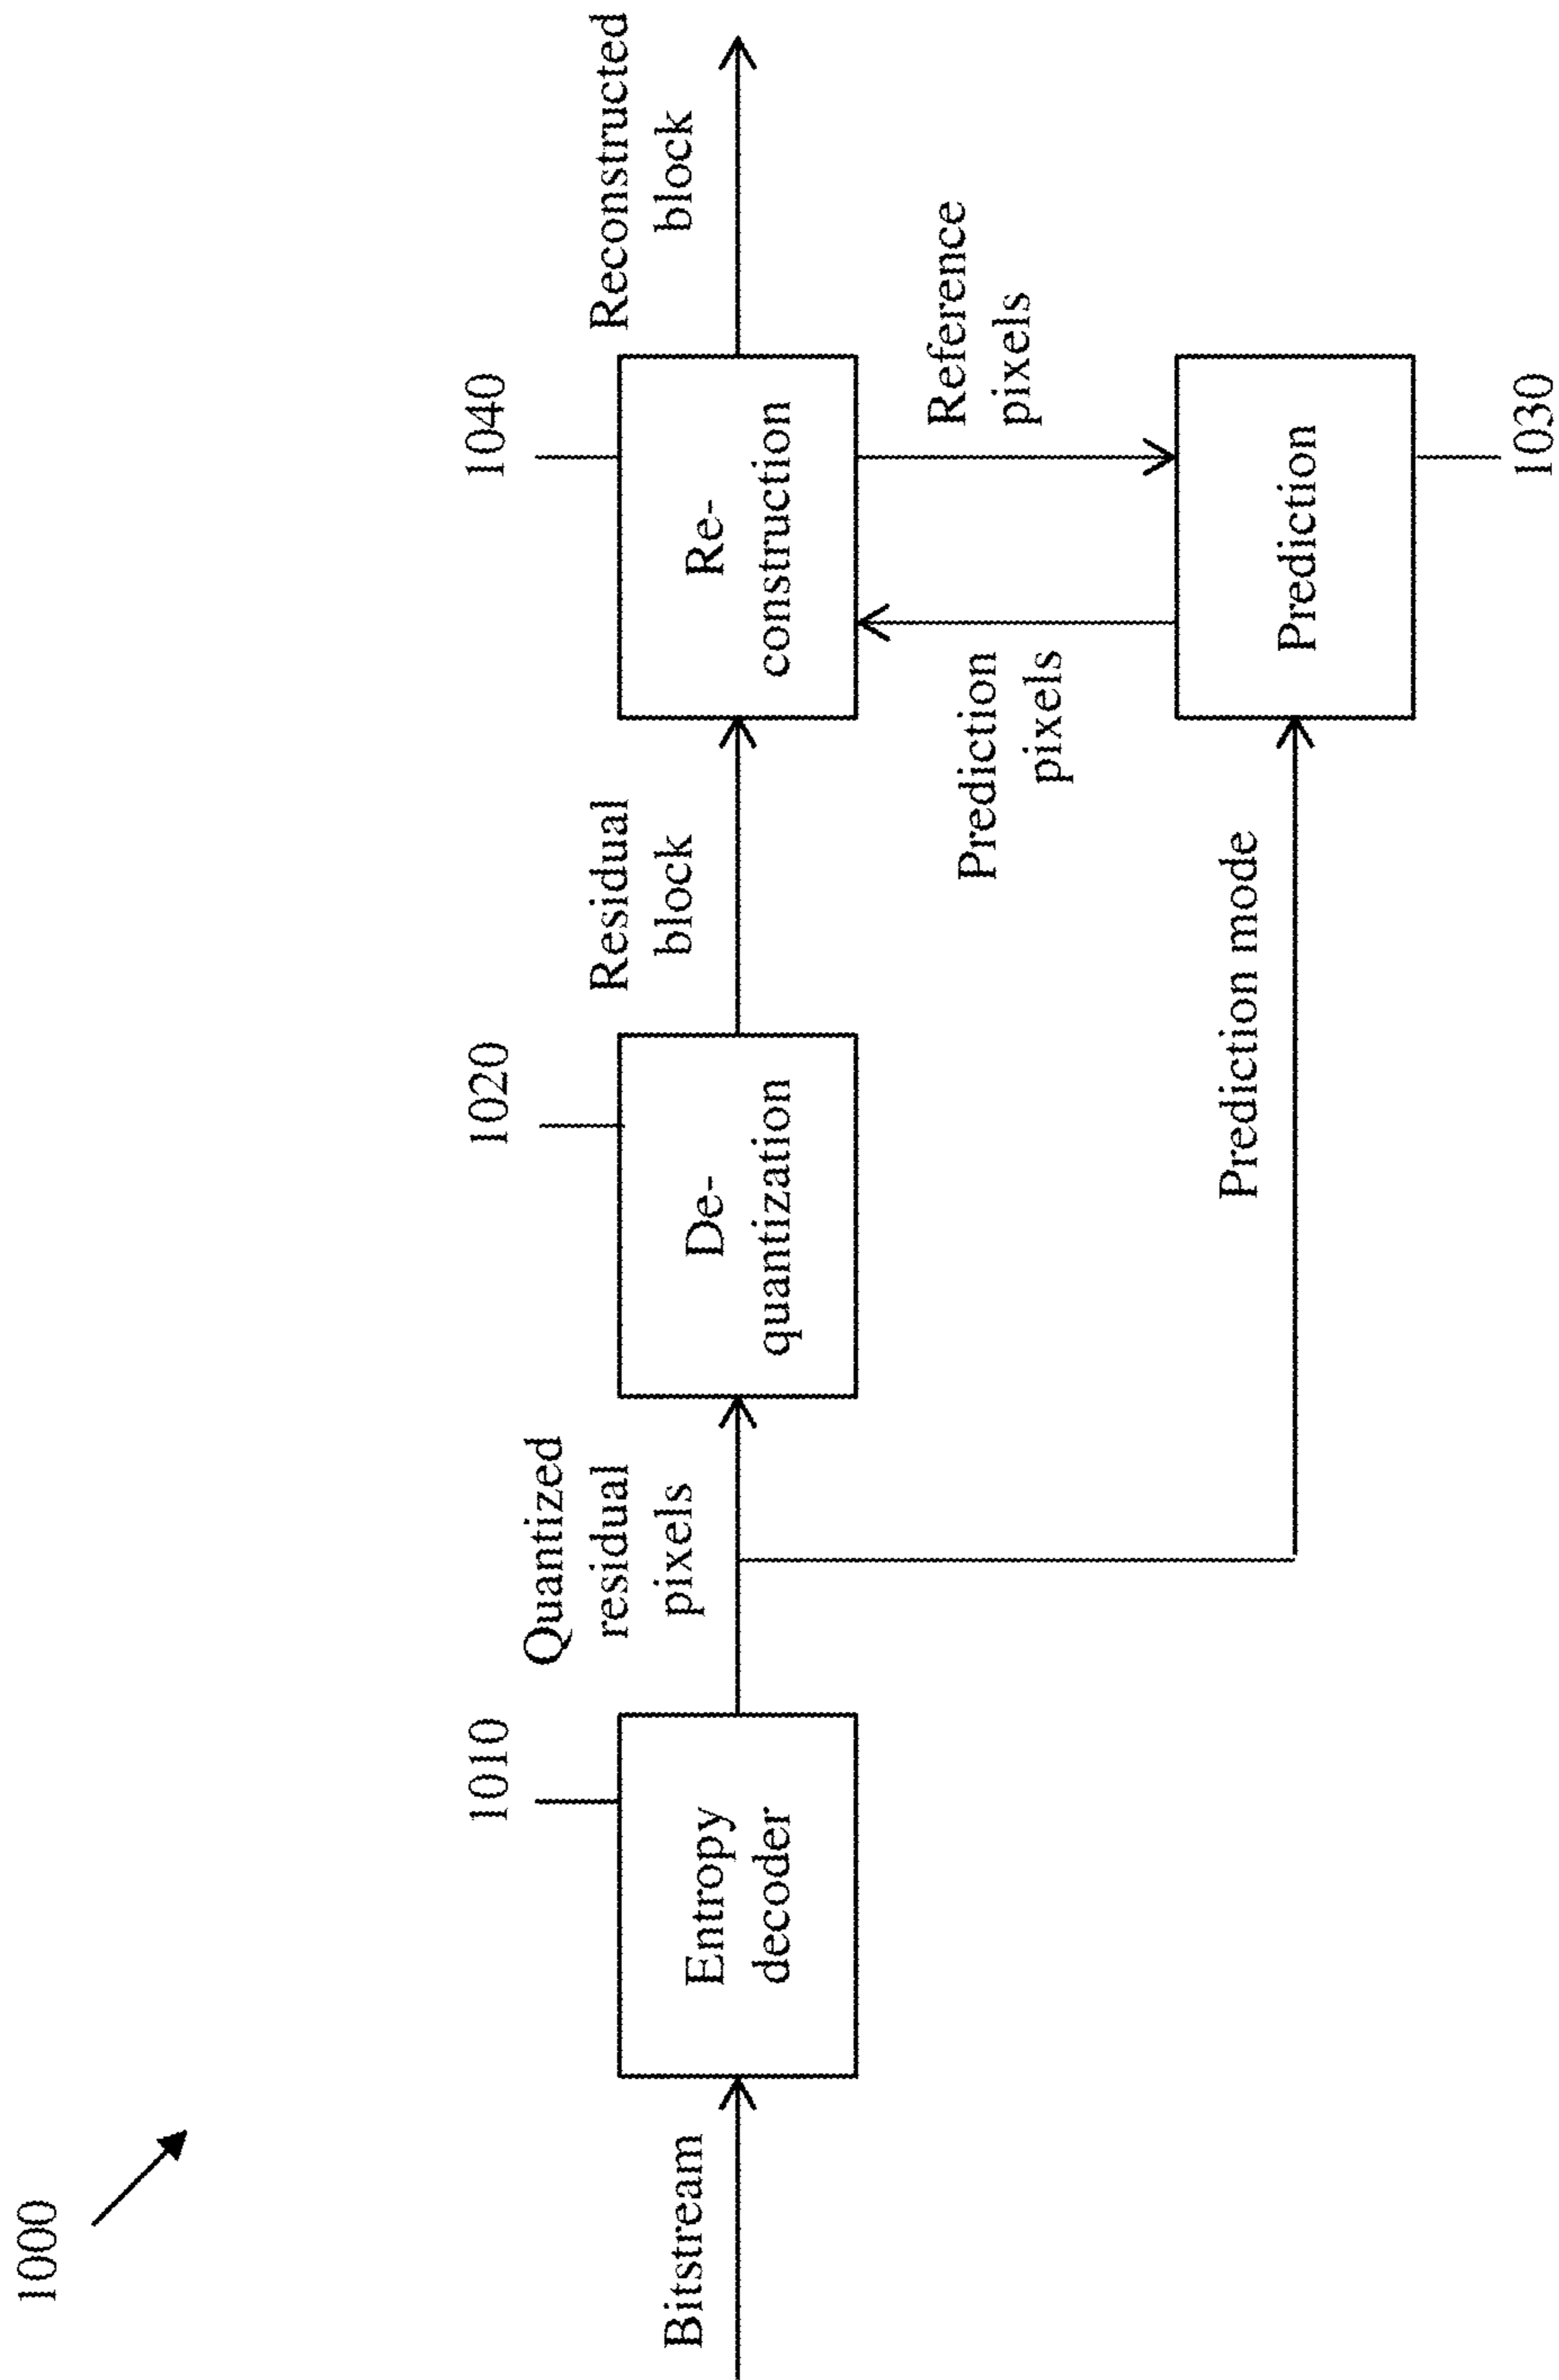 1000
1010
1020
1040
Bitstream
Entropy
decoder
Quantized
residual
pixels
De-
quantization
Residual
block
Re-
construction
Reconstructed
block
Prediction
pixels
Reference
pixels
Prediction mode
Prediction
1030